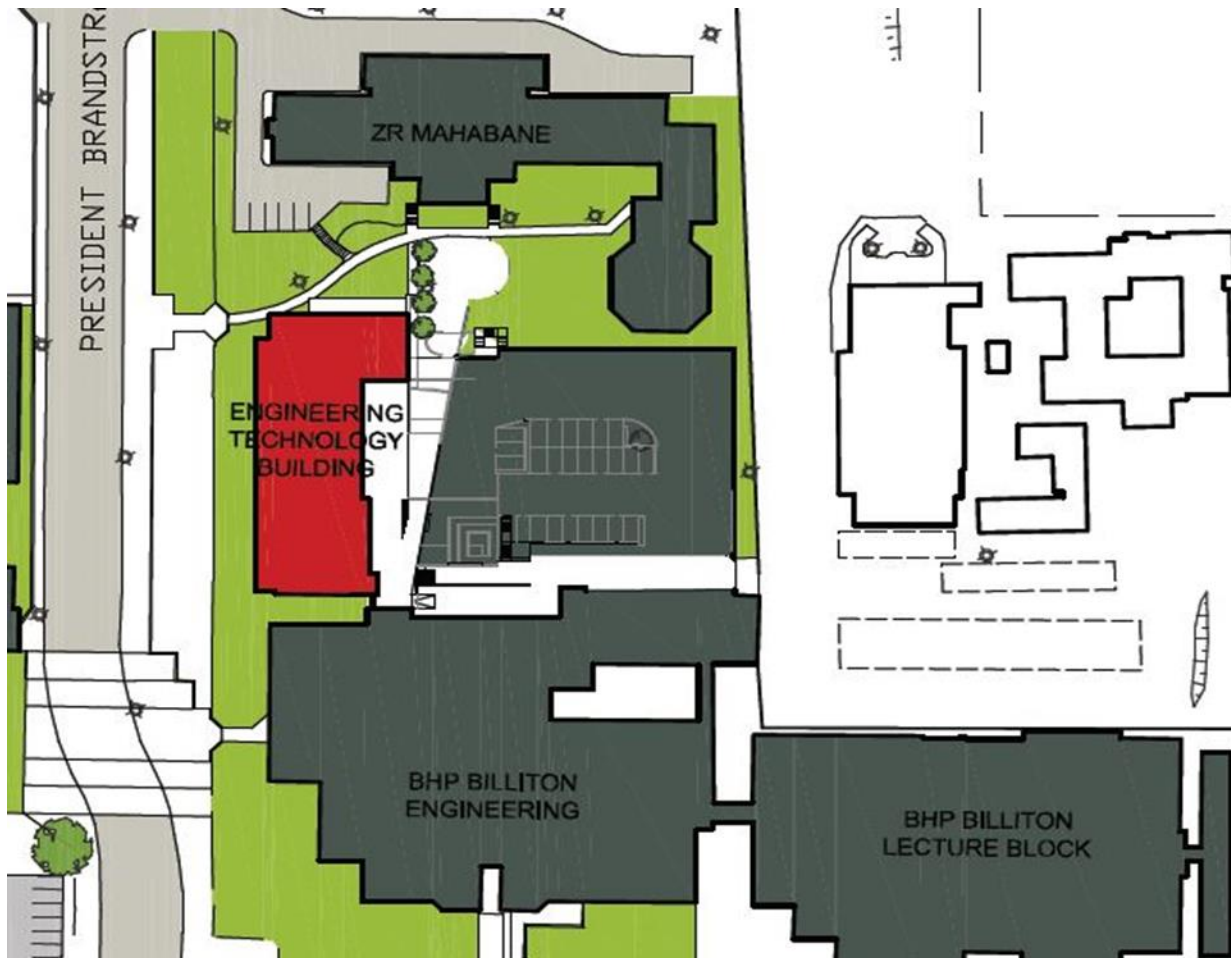 PRESIDENT BRANDSTR
ZR MAHABANE
ENGINEERING
TECHNOLOGY
BUILDING
BHP BILLITON
ENGINEERING
BHP BILLITON
LECTURE BLOCK